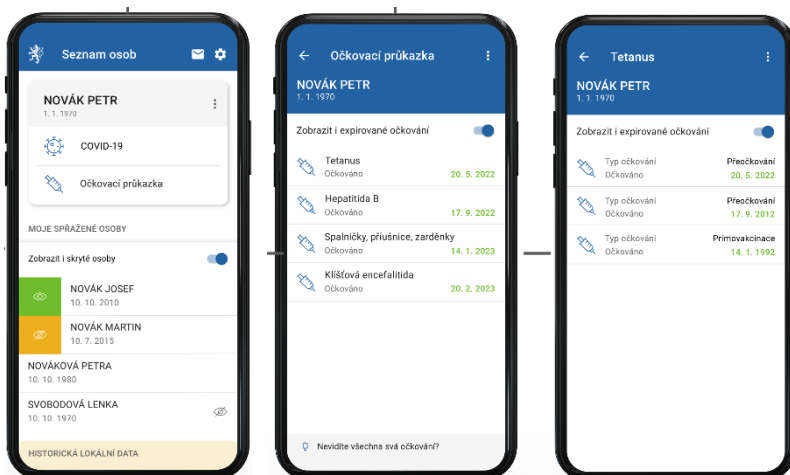 Seznam osob
NOVÁK PETR
1. 1. 1970
COVID-19
Očkovací průkazka
MOJE SPŘAŽENÉ OSOBY
Zobrazit i skryté osoby
NOVÁK JOSEF
10. 10. 2010
NOVÁK MARTIN
10. 7. 2015
NOVÁKOVÁ PETRA
10. 10. 1980
SVOBODOVÁ LENKA
10. 10. 1970
HISTORICKÁ LOKÁLNÍ DATA
Očkovací průkazka
NOVÁK PETR
1. 1. 1970
Zobrazit i expirované očkování
Tetanus
Očkováno 20. 5. 2022
Hepatitida B
Očkováno 17. 9. 2022
Spalničky, příušnice, zarděnky
Očkováno 14. 1. 2023
Klíšťová encefalitida
Očkováno 20. 2. 2023
Nevidíte všechna svá očkování?
Tetanus
NOVÁK PETR
1. 1. 1970
Zobrazit i expirované očkování
Typ očkování Přeočkování
Očkováno 20. 5. 2022
Typ očkování Přeočkování
Očkováno 17. 9. 2012
Typ očkování Primovakcinace
Očkováno 14. 1. 1992